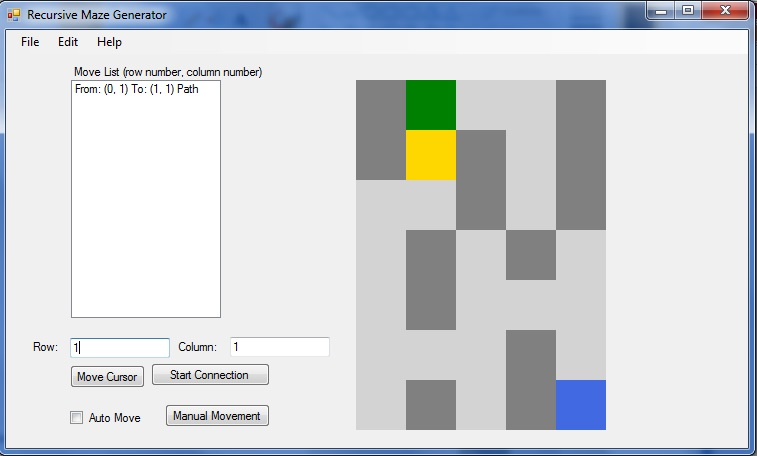 Recursive Maze Generator
File Edit Help
Move List (row number, column number)
From: (0, 1) To: (1, 1) Path
Row: 1 Column: 1
Move Cursor Start Connection
Auto Move Manual Movement